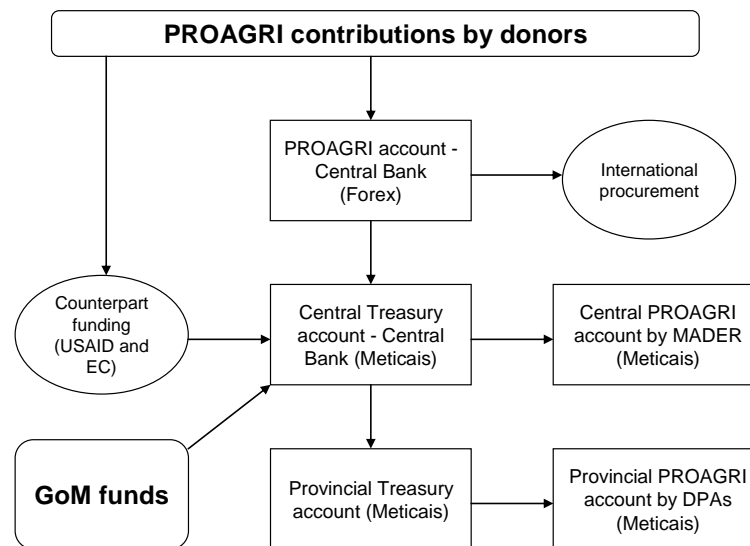 PROAGRI contributions by donors
PROAGRI account -
Central Bank
(Forex)
International
procurement
Counterpart
funding
(USAID and
EC)
Central Treasury
account - Central
Bank (Meticais)
Central PROAGRI
account by MADER
(Meticais)
GoM funds
Provincial Treasury
account (Meticais)
Provincial PROAGRI
account by DPAs
(Meticais)